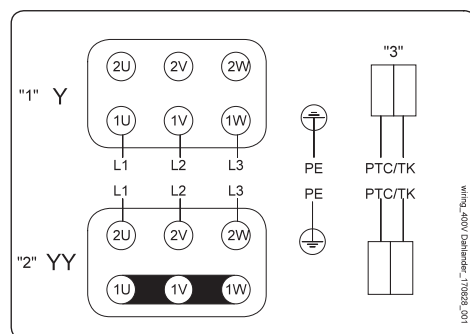 2U 2V 2W "3"
"1" Y
1U 1V 1W
L1 L2 L3 PE PTC/TK
L1 L2 L3 PE PTC/TK
2U 2V 2W
"2" YY
1U 1V 1W
wiring_400V Dahlander_170828_001